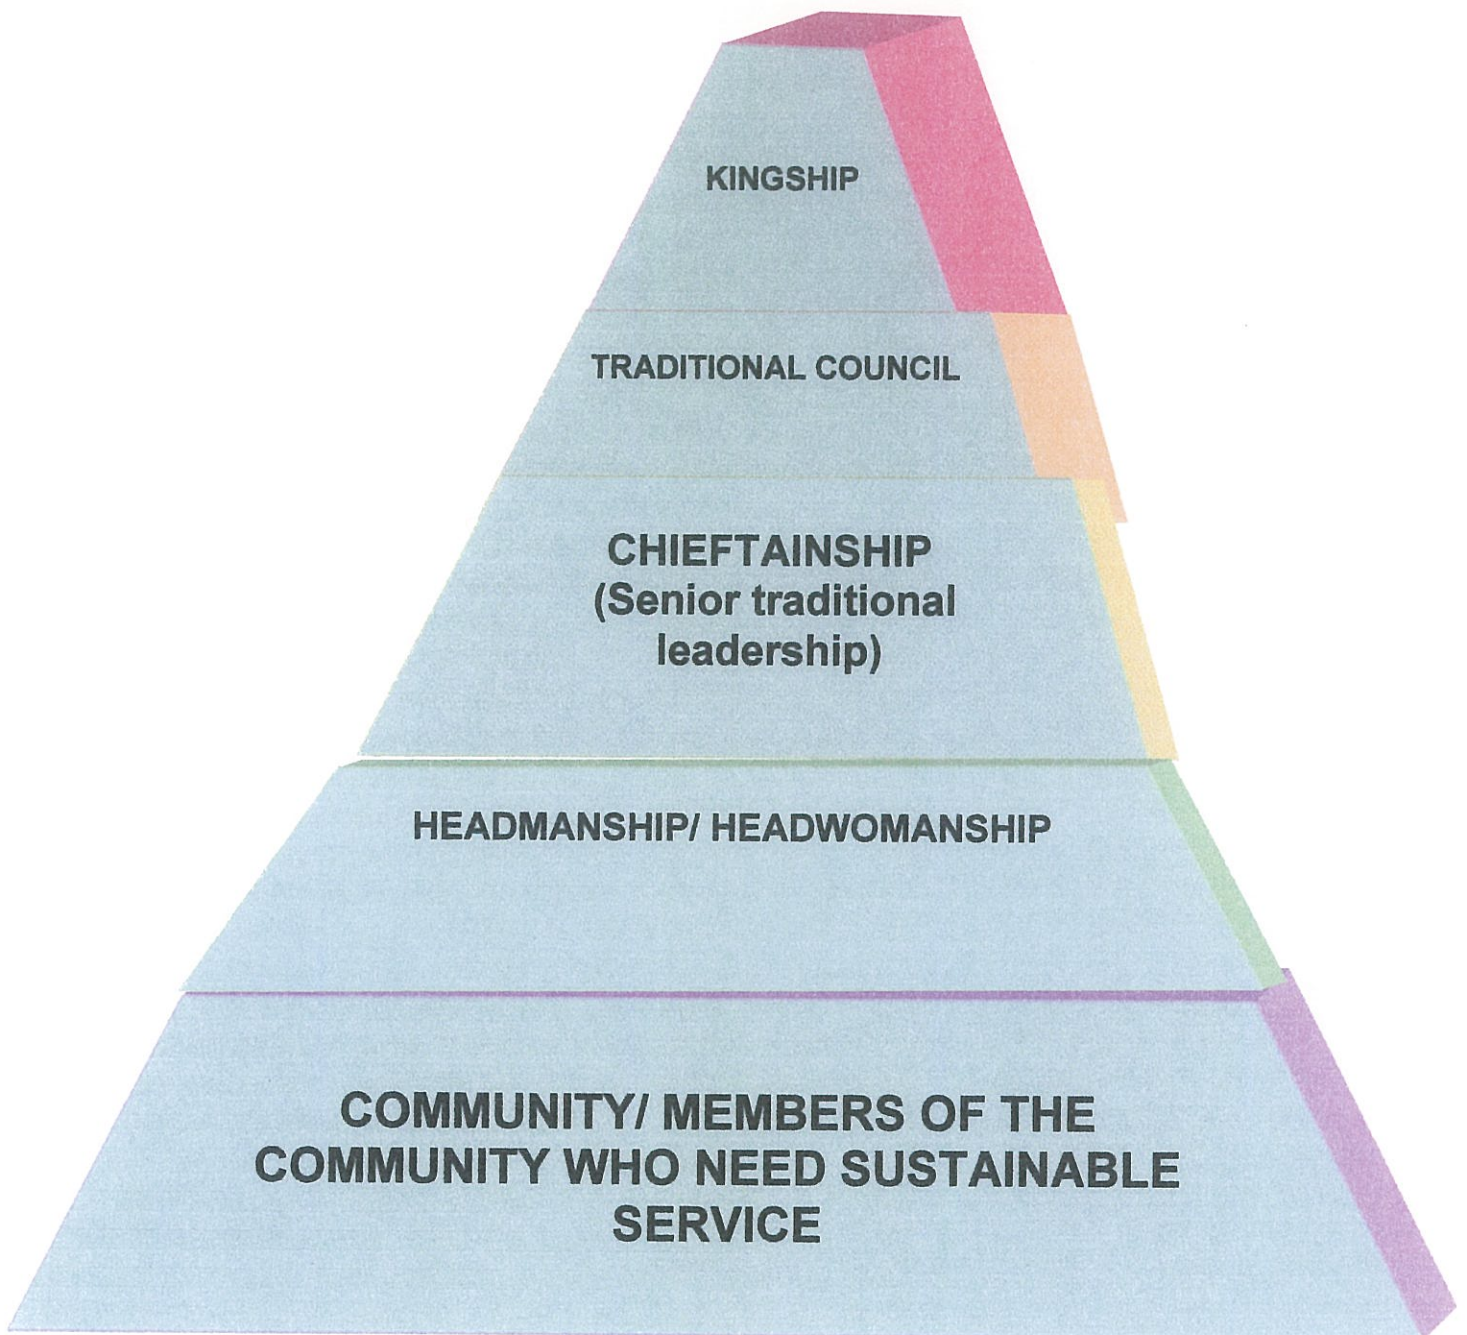 KINGSHIP
TRADITIONAL COUNCIL
CHIEFTAINSHIP
(Senior traditional
leadership)
HEADMANSHIP/ HEADWOMANSHIP
COMMUNITY/ MEMBERS OF THE
COMMUNITY WHO NEED SUSTAINABLE
SERVICE